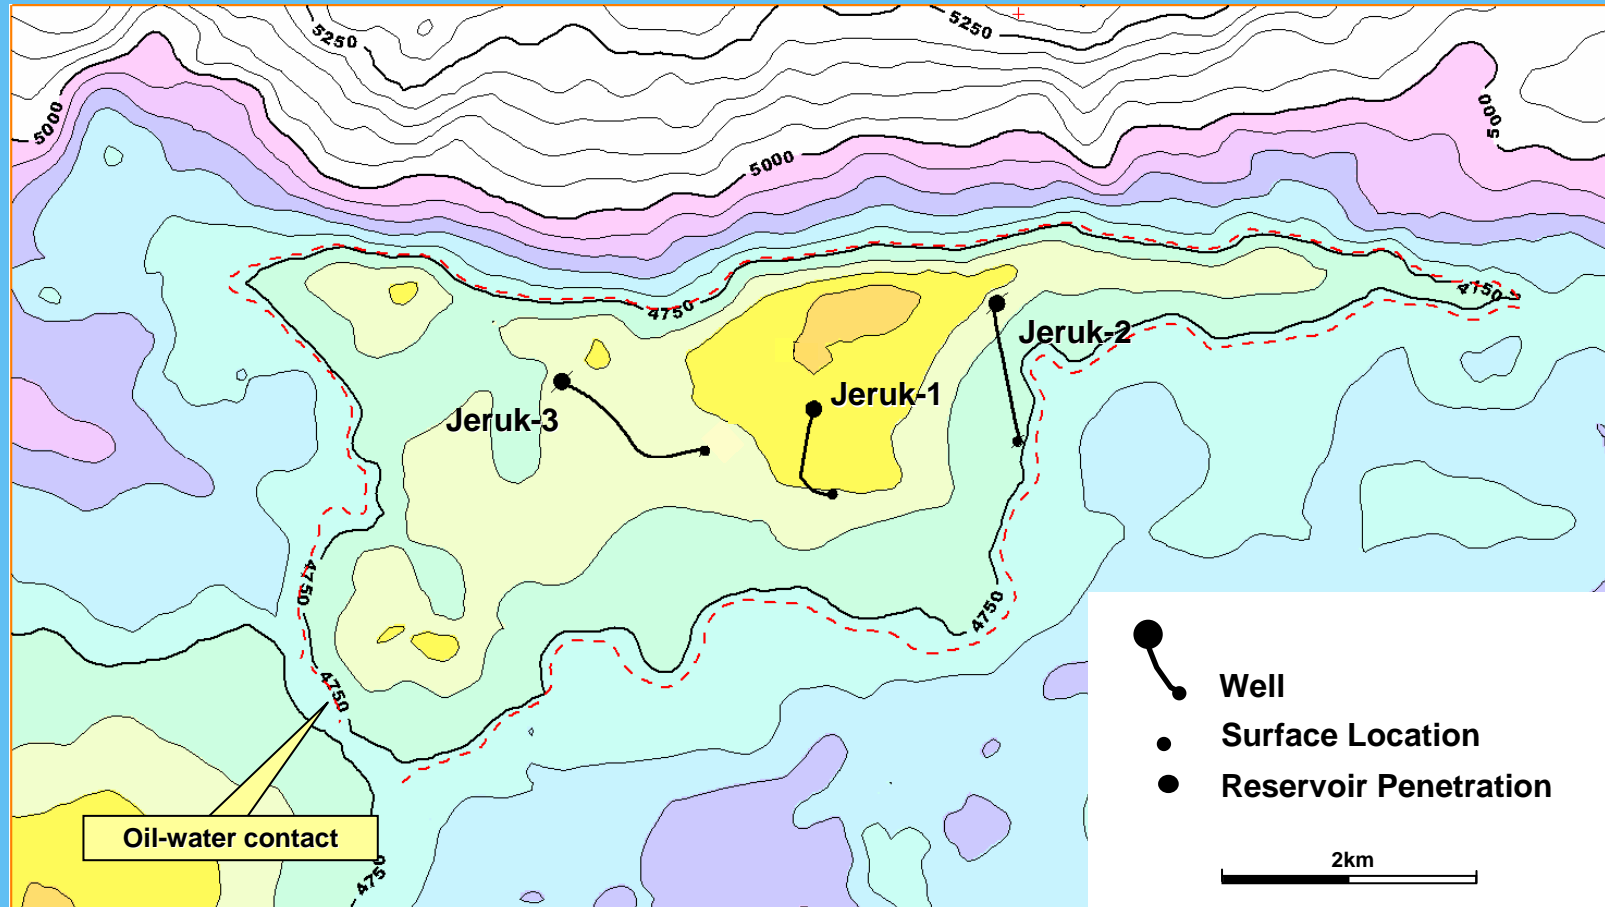 5250
5250
5000
5000
5000
4750
4750
Jeruk-2
Jeruk-1
Jeruk-3
4750
4750
4750
4750
Oil-water contact
Well
Surface Location
Reservoir Penetration
2km